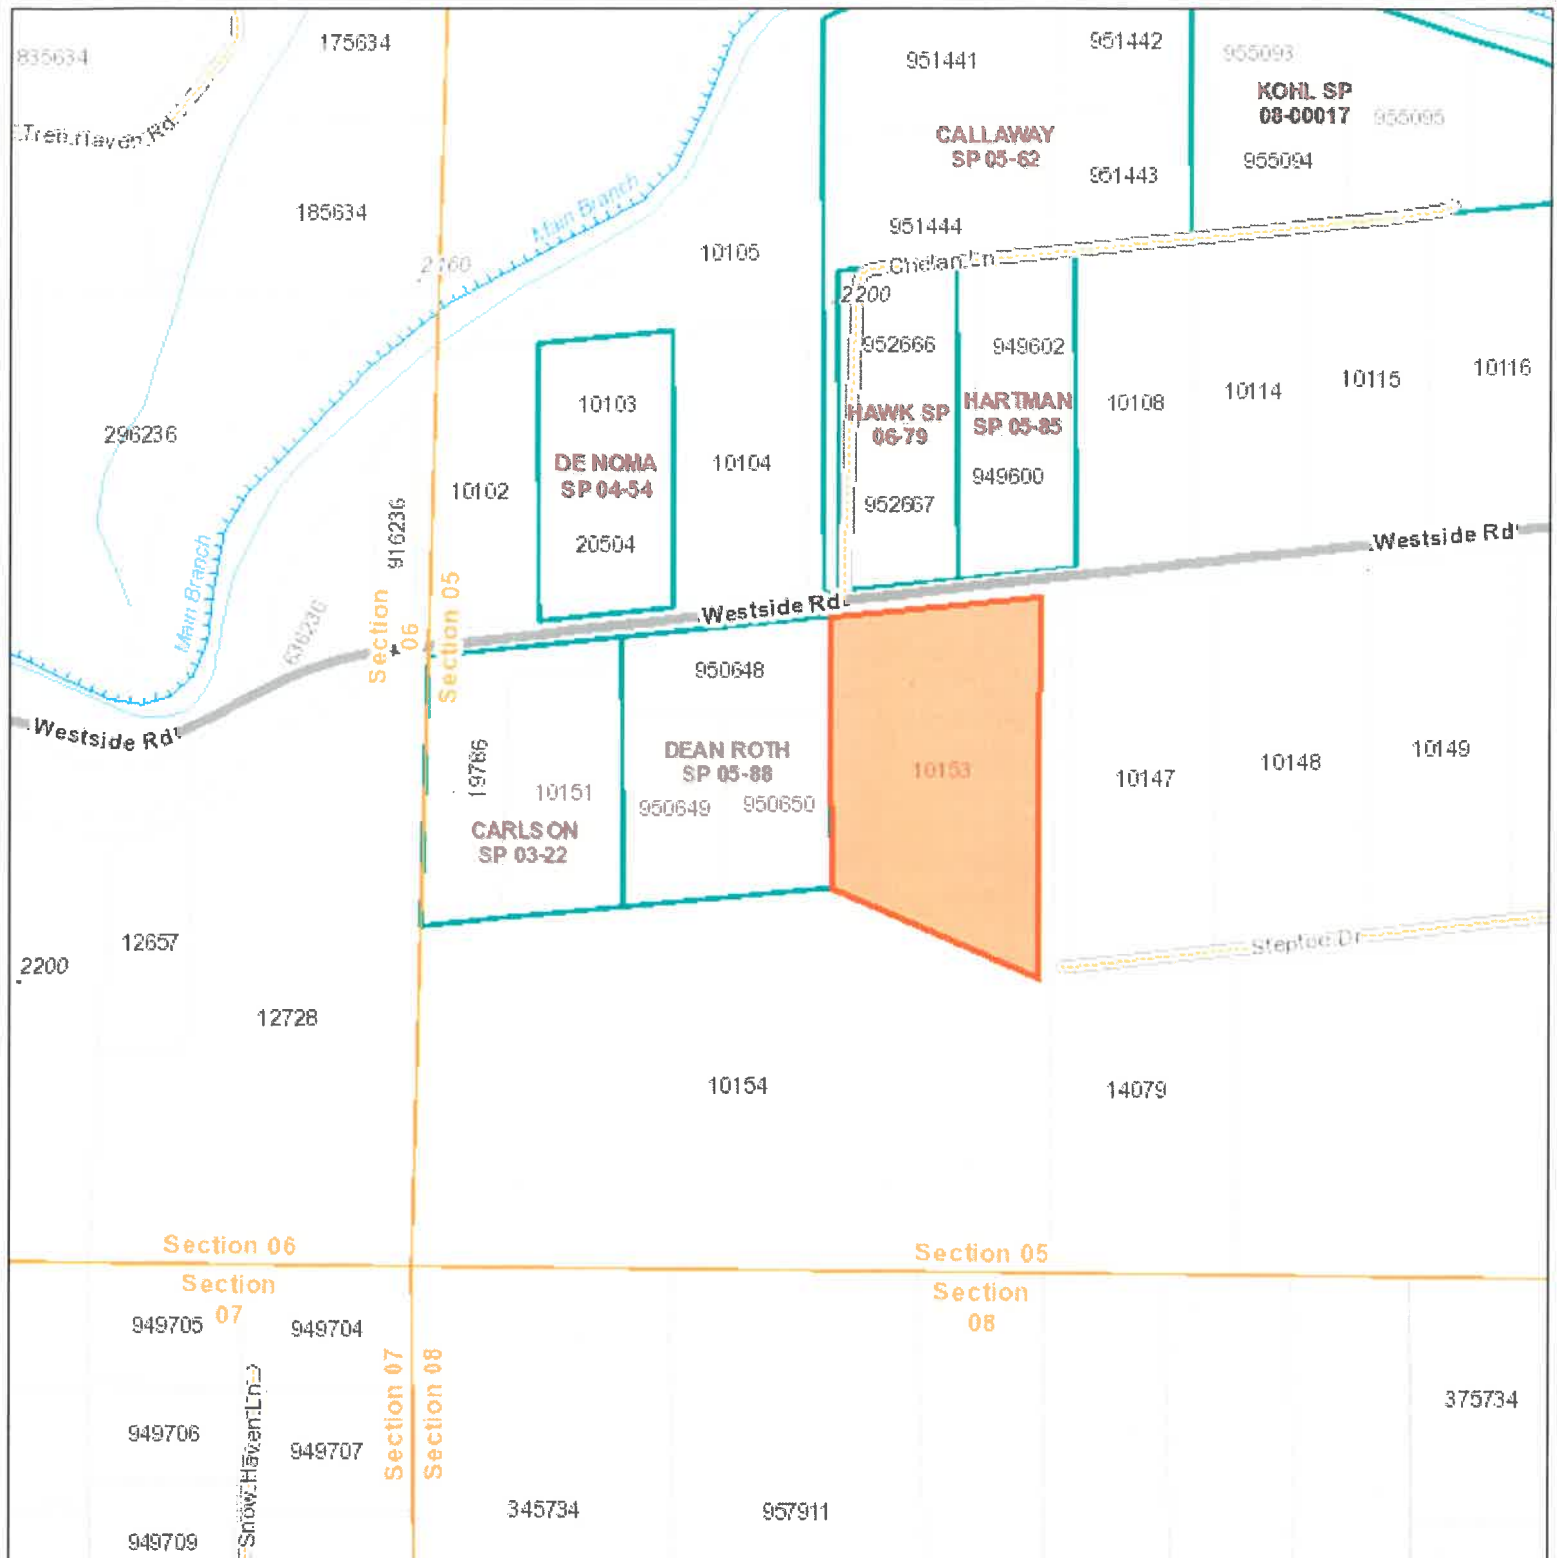 835634
175634
951441
951442
955093
KOHL SP
08-00017
955095
955094
CALLAWAY
SP 05-62
951443
951444
Tree Haven Rd
185634
Main Branch
2160
10105
Chelan Ln
2200
952666
949602
10108
10114
10115
10116
296236
10103
DE NOMA
SP 04-54
20504
10102
10104
HAWK SP
06-79
952667
HARTMAN
SP 05-85
949600
916236
Westside Rd
Main Branch
636236
Section
06
Section 05
Westside Rd
Westside Rd
950648
DEAN ROTH
SP 05-88
950649
950650
19766
10151
CARLSON
SP 03-22
10153
10147
10148
10149
Steptoe Dr
12657
2200
12728
10154
14079
Section 06
Section 05
Section
07
Section
08
949705
949704
Section 07
Section 08
Snow Haven Ln
949706
949707
375734
949709
345734
957911